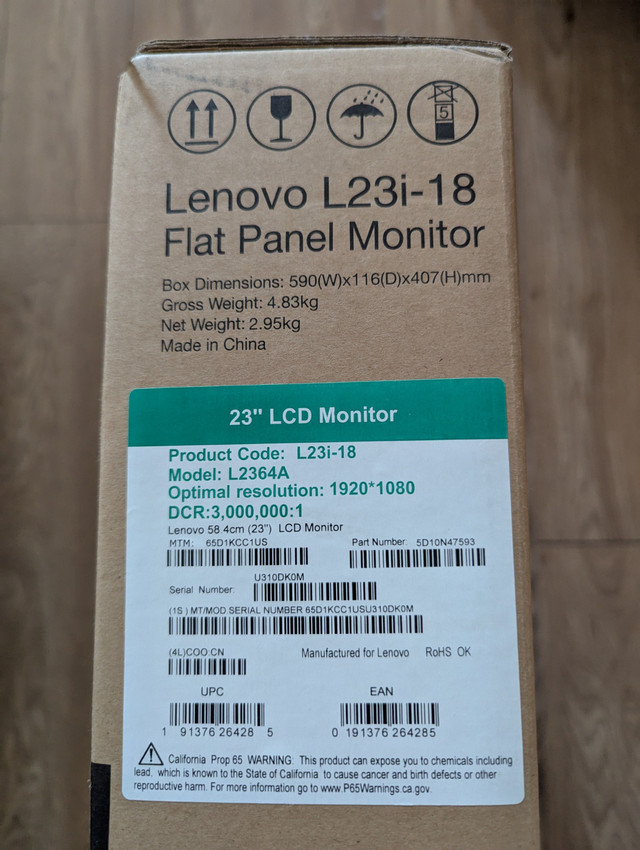 5
Lenovo L23i-18
Flat Panel Monitor
Box Dimensions: 590(W)x116(D)x407(H)mm
Gross Weight: 4.83kg
Net Weight: 2.95kg
Made in China
23" LCD Monitor
Product Code: L23i-18
Model: L2364A
Optimal resolution: 1920*1080
DCR:3,000,000:1
Lenovo 58.4cm (23") LCD Monitor
MTM: 65D1KCC1US Part Number: 5D10N47593
U310DK0M
Serial Number:
(1S ) MT/MOD SERIAL NUMBER 65D1KCC1USU310DK0M
(4L)COO:CN Manufactured for Lenovo RoHS OK
UPC EAN
1 91376 26428 5 0 191376 264285
California Prop 65 WARNING: This product can expose you to chemicals including
lead, which is known to the State of California to cause cancer and birth defects or other
reproductive harm. For more information go to www.P65Warnings.ca.gov.